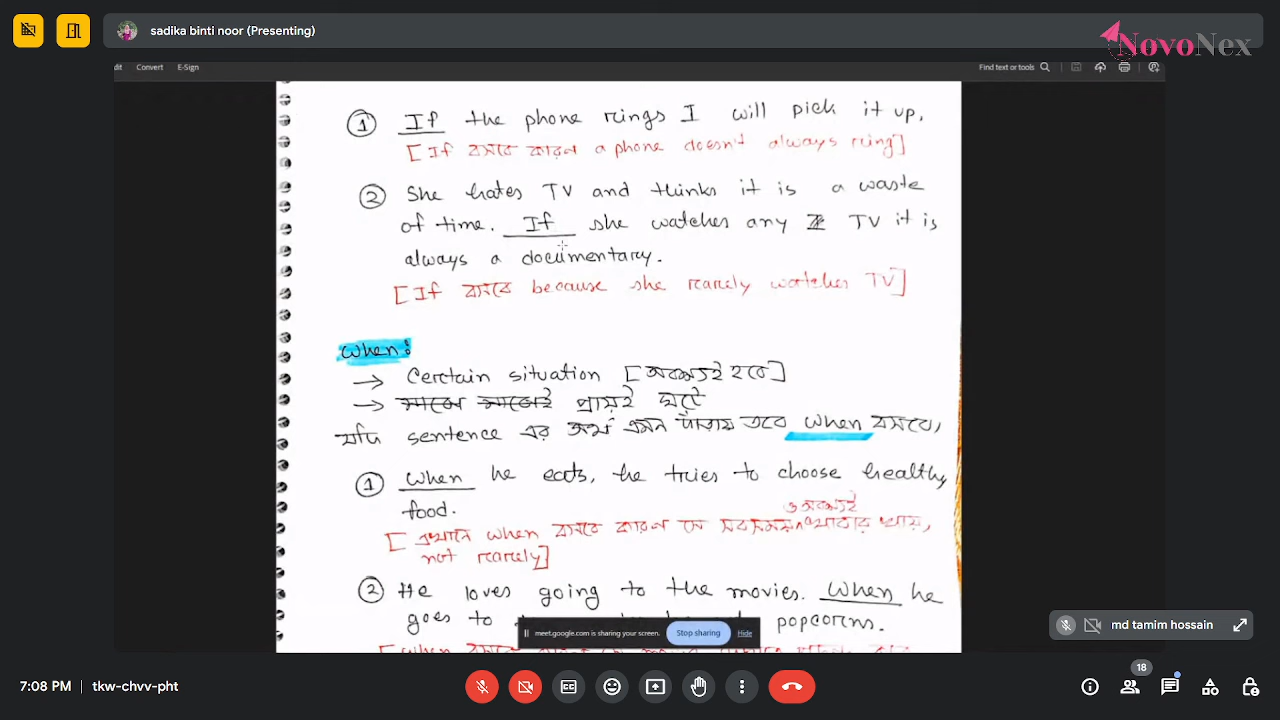 sadika binti noor (Presenting)
NovoNex
dit Convert E-Sign Find text or tools
① If the phone rings I will pick it up,
[If বসবে কারণ a phone doesn't always ring]
② She hates TV and thinks it is a waste
of time. If she watches any TV it is
always a documentary.
[If বসবে because she rarely watches TV]
When:
→ Certain situation [অবশ্যই হবে]
→ প্রায়ই ঘটে
যদি sentence এর অর্থ এমন দাঁড়ায় তবে when বসবে,
① When he eats, he tries to choose healthy
food.
ও অবশ্যই
[এখানে when বসবে কারণ সে সবসময় খাবার খায়,
not rarely]
② He loves going to the movies. When he
goes to popcorns.
meet.google.com is sharing your screen. Stop sharing Hide
md tamim hossain
18
7:08 PM tkw-chvv-pht